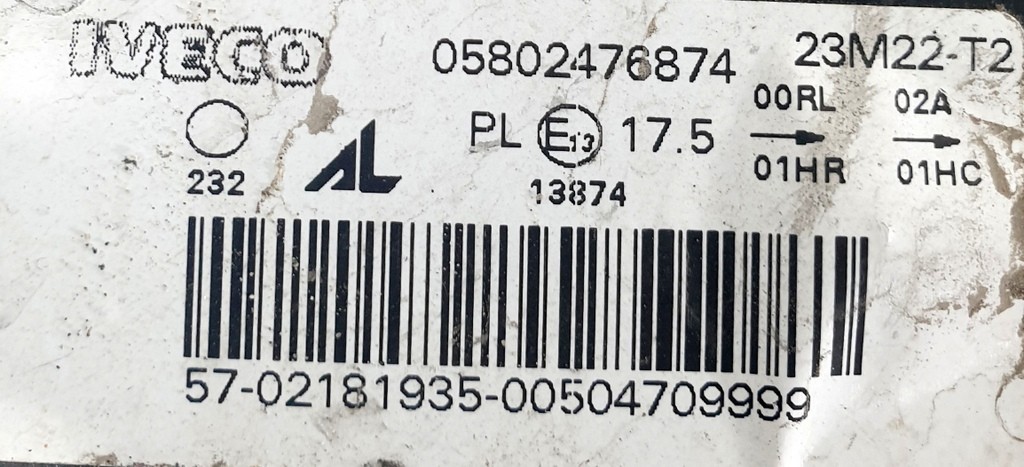 IVECO 05802476874 23M22-T2
00RL 02A
PL E13 17.5
01HR 01HC
232 AL 13874
57-02181935-00504709999